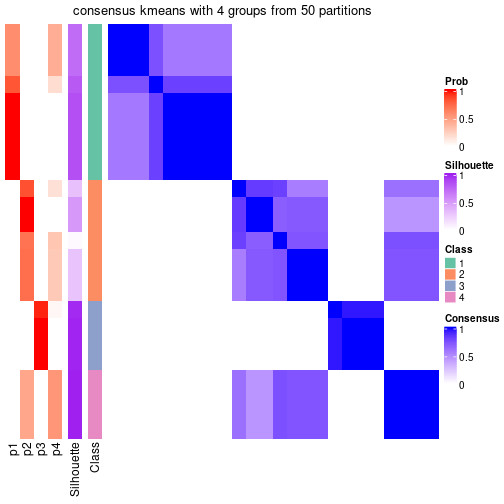 consensus kmeans with 4 groups from 50 partitions
Prob
1
0.5
0
Silhouette
1
0.5
0
Class
1
2
3
4
Consensus
1
0.5
0
p1
p2
p3
p4
Silhouette
Class